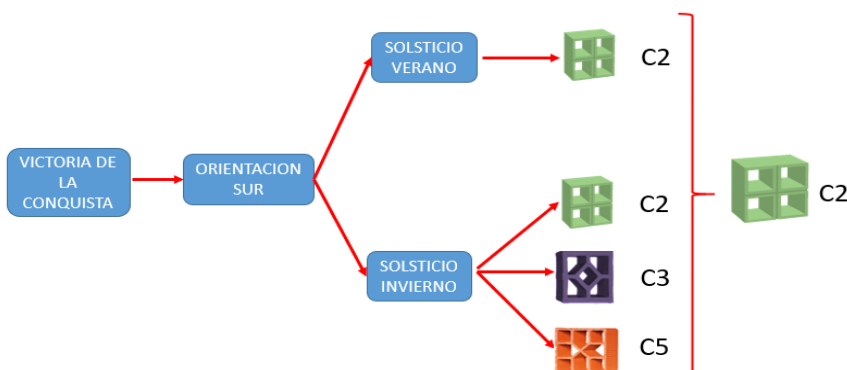 SOLSTICIO
VERANO
C2
VICTORIA DE
LA
CONQUISTA
ORIENTACION
SUR
C2
C2
SOLSTICIO
INVIERNO
C3
C5